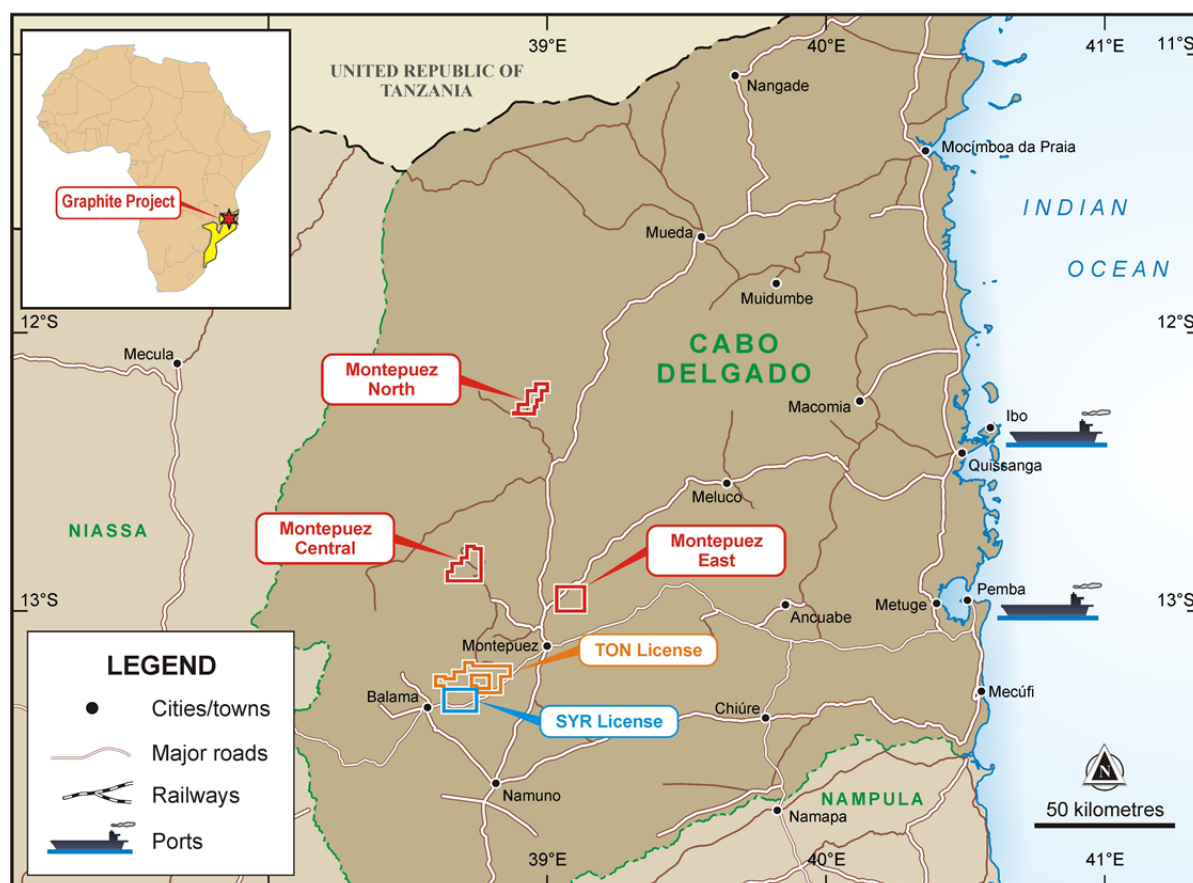 39°E
40°E
41°E
11°S
UNITED REPUBLIC OF
TANZANIA
Nangade
Mocímboa da Praia
Graphite Project
INDIAN
OCEAN
Mueda
Muidumbe
12°S
12°S
Mecula
CABO
DELGADO
Montepuez
North
Macomia
Ibo
Quissanga
Meluco
NIASSA
Montepuez
Central
Montepuez
East
13°S
Pemba
Metuge
13°S
Ancuabe
Montepuez
TON License
LEGEND
Cities/towns
Major roads
Railways
Ports
Balama
SYR License
Chiúre
Mecúfi
Namuno
NAMPULA
Namapa
N
50 kilometres
39°E
40°E
41°E